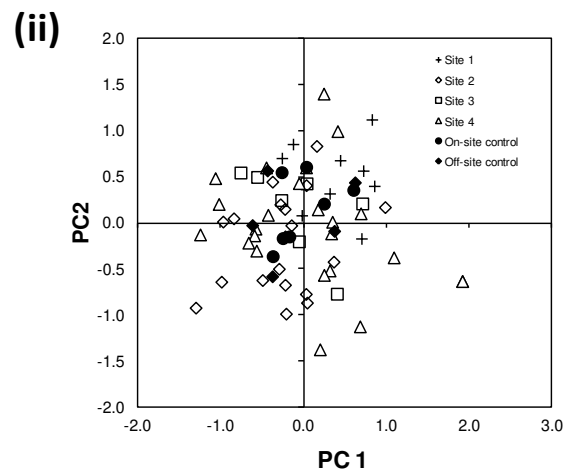 (ii)
2.0
1.5
1.0
0.5
0.0
-0.5
-1.0
-1.5
-2.0
PC2
Site 1
Site 2
Site 3
Site 4
On-site control
Off-site control
-2.0 -1.0 0.0 1.0 2.0 3.0
PC 1